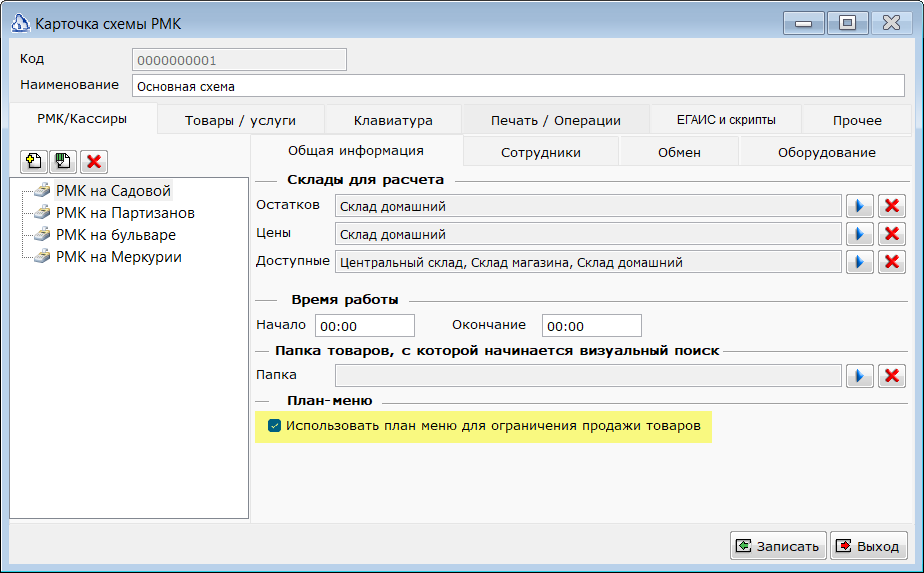 Карточка схемы РМК
Код 0000000001
Наименование Основная схема
РМК/Кассиры Товары / услуги Клавиатура Печать / Операции ЕГАИС и скрипты Прочее
Общая информация Сотрудники Обмен Оборудование
РМК на Садовой
РМК на Партизанов
РМК на бульваре
РМК на Меркурии
Склады для расчета
Остатков Склад домашний
Цены Склад домашний
Доступные Центральный склад, Склад магазина, Склад домашний
Время работы
Начало 00:00 Окончание 00:00
Папка товаров, с которой начинается визуальный поиск
Папка
План-меню
Использовать план меню для ограничения продажи товаров
Записать Выход